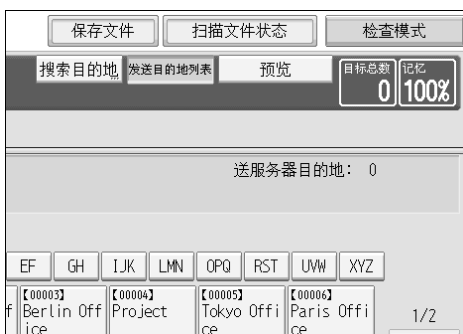 保存文件 扫描文件状态 检查模式
搜索目的地 发送目的地列表 预览 目标总数 记忆
0 100%
送服务器目的地: 0
EF GH IJK LMN OPQ RST UVW XYZ
【00003】 【00004】 【00005】 【00006】
f Berlin Off Project Tokyo Offi Paris Offi
ice ce ce 1/2